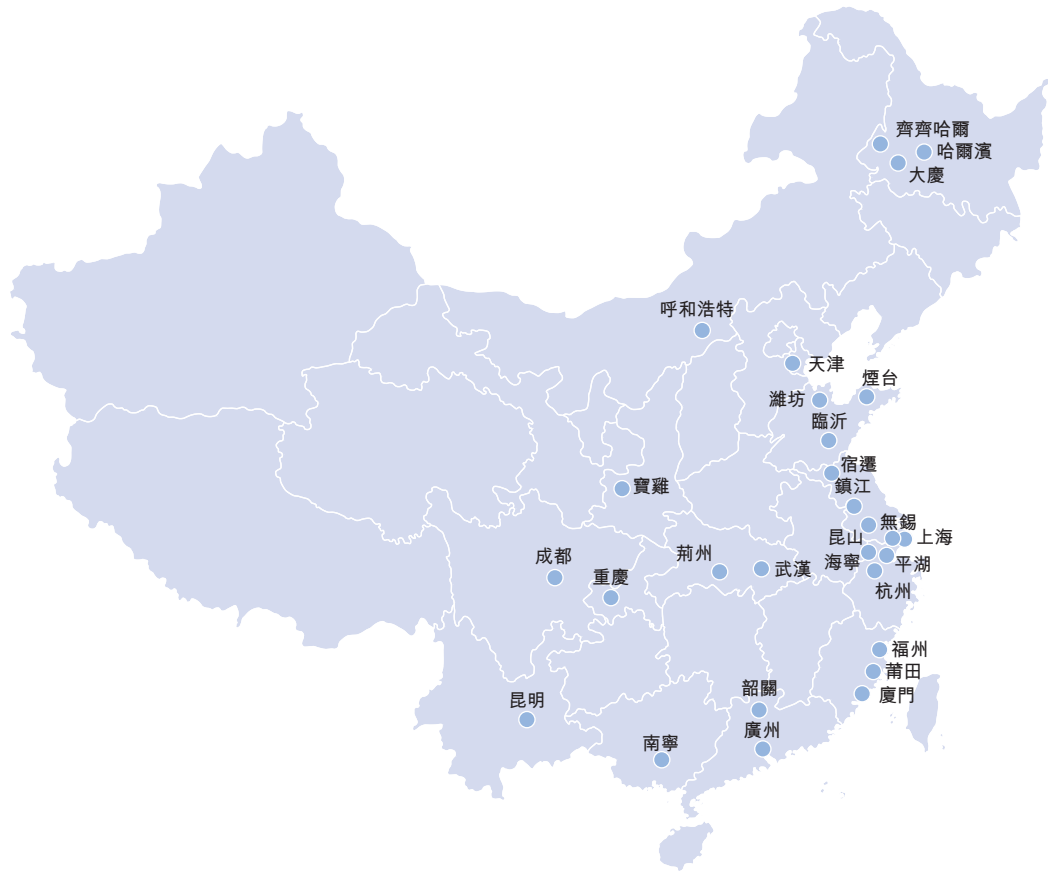 齊齊哈爾
哈爾濱
大慶
呼和浩特
天津
煙台
濰坊
臨沂
宿遷
鎮江
寶雞
無錫
昆山
上海
海寧
平湖
荊州
武漢
成都
重慶
杭州
福州
莆田
廈門
韶關
昆明
廣州
南寧